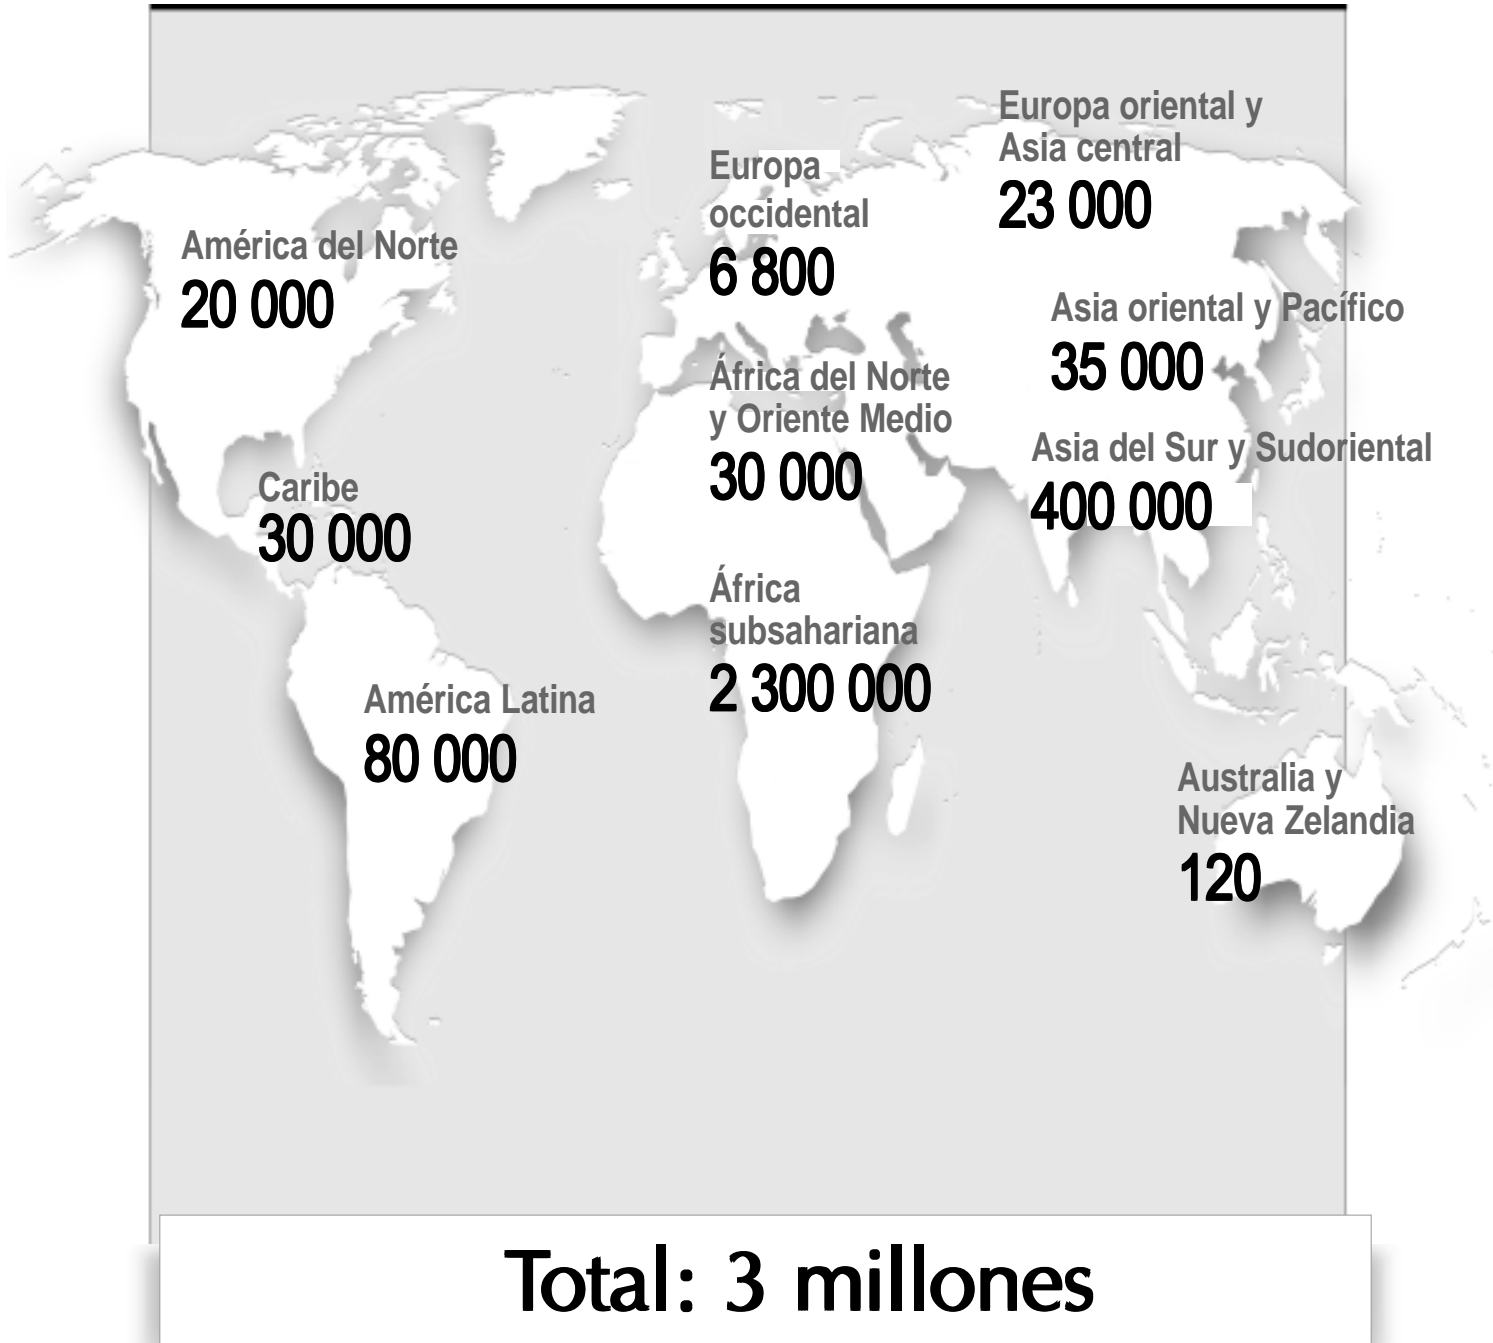 América del Norte
20 000
Caribe
30 000
América Latina
80 000
Europa
occidental
6 800
África del Norte
y Oriente Medio
30 000
África
subsahariana
2 300 000
Europa oriental y
Asia central
23 000
Asia oriental y Pacífico
35 000
Asia del Sur y Sudoriental
400 000
Australia y
Nueva Zelandia
120
Total: 3 millones